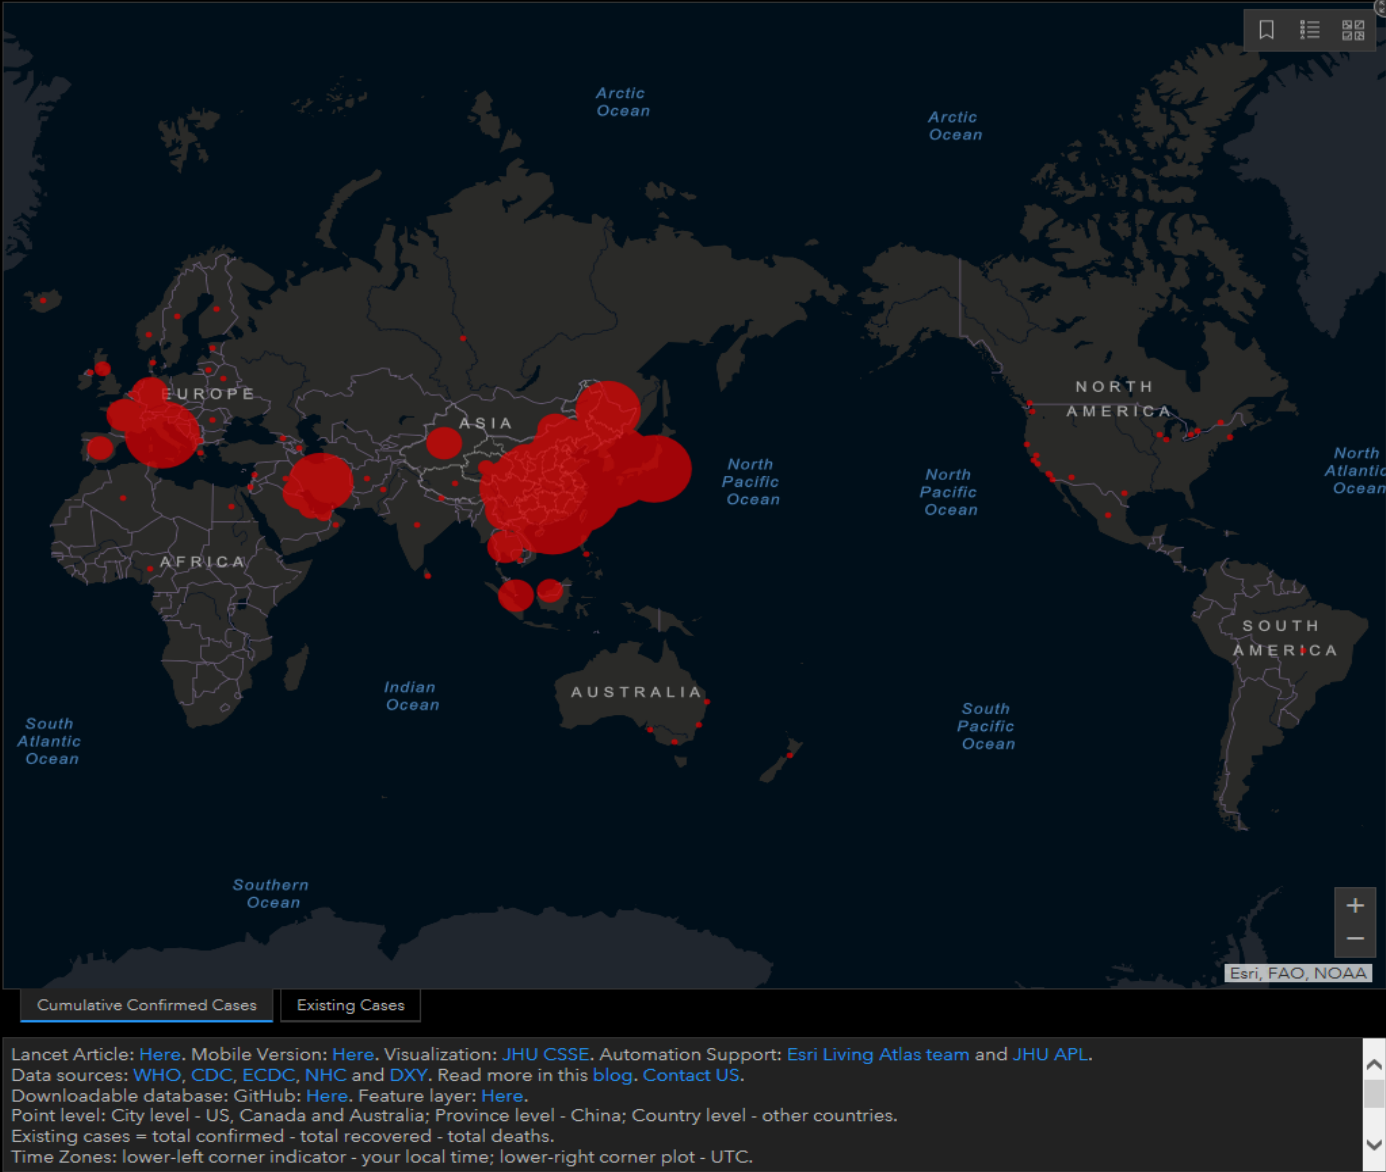 Arctic
Ocean
Arctic
Ocean
EUROPE
ASIA
NORTH
AMERICA
North
Pacific
Ocean
North
Pacific
Ocean
North
Atlantic
Ocean
AFRICA
SOUTH
AMERICA
Indian
Ocean
AUSTRALIA
South
Atlantic
Ocean
South
Pacific
Ocean
Southern
Ocean
+
−
Esri, FAO, NOAA
Cumulative Confirmed Cases Existing Cases
Lancet Article: Here. Mobile Version: Here. Visualization: JHU CSSE. Automation Support: Esri Living Atlas team and JHU APL.
Data sources: WHO, CDC, ECDC, NHC and DXY. Read more in this blog. Contact US.
Downloadable database: GitHub: Here. Feature layer: Here.
Point level: City level - US, Canada and Australia; Province level - China; Country level - other countries.
Existing cases = total confirmed - total recovered - total deaths.
Time Zones: lower-left corner indicator - your local time; lower-right corner plot - UTC.